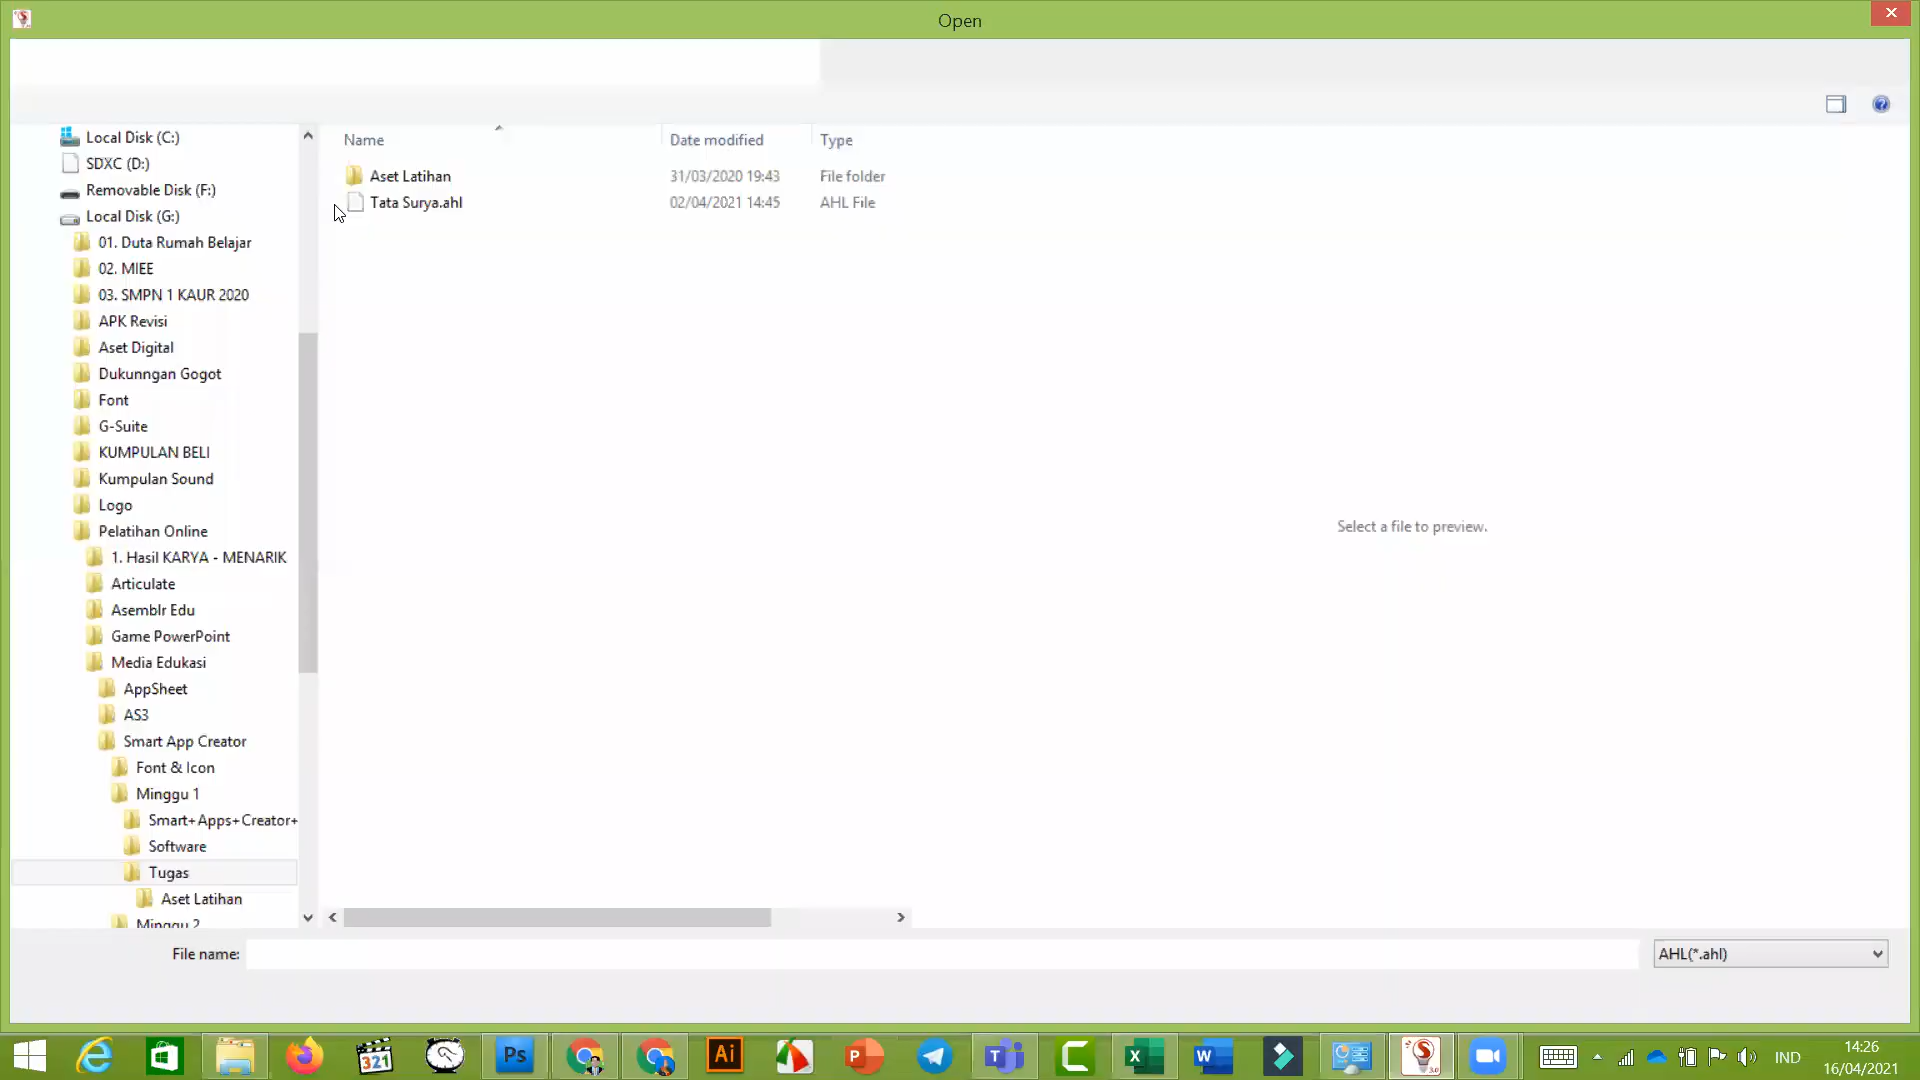 Open
Local Disk (C:)
SDXC (D:)
Removable Disk (F:)
Local Disk (G:)
01. Duta Rumah Belajar
02. MIEE
03. SMPN 1 KAUR 2020
APK Revisi
Aset Digital
Dukunngan Gogot
Font
G-Suite
KUMPULAN BELI
Kumpulan Sound
Logo
Pelatihan Online
1. Hasil KARYA - MENARIK
Articulate
Asemblr Edu
Game PowerPoint
Media Edukasi
AppSheet
AS3
Smart App Creator
Font & Icon
Minggu 1
Smart+Apps+Creator+
Software
Tugas
Aset Latihan
Minggu 2
Name Date modified Type
Aset Latihan 31/03/2020 19:43 File folder
Tata Surya.ahl 02/04/2021 14:45 AHL File
Select a file to preview.
File name: AHL(*.ahl)
321 Ps Ai P T C X W 3.0 IND 14:26
16/04/2021